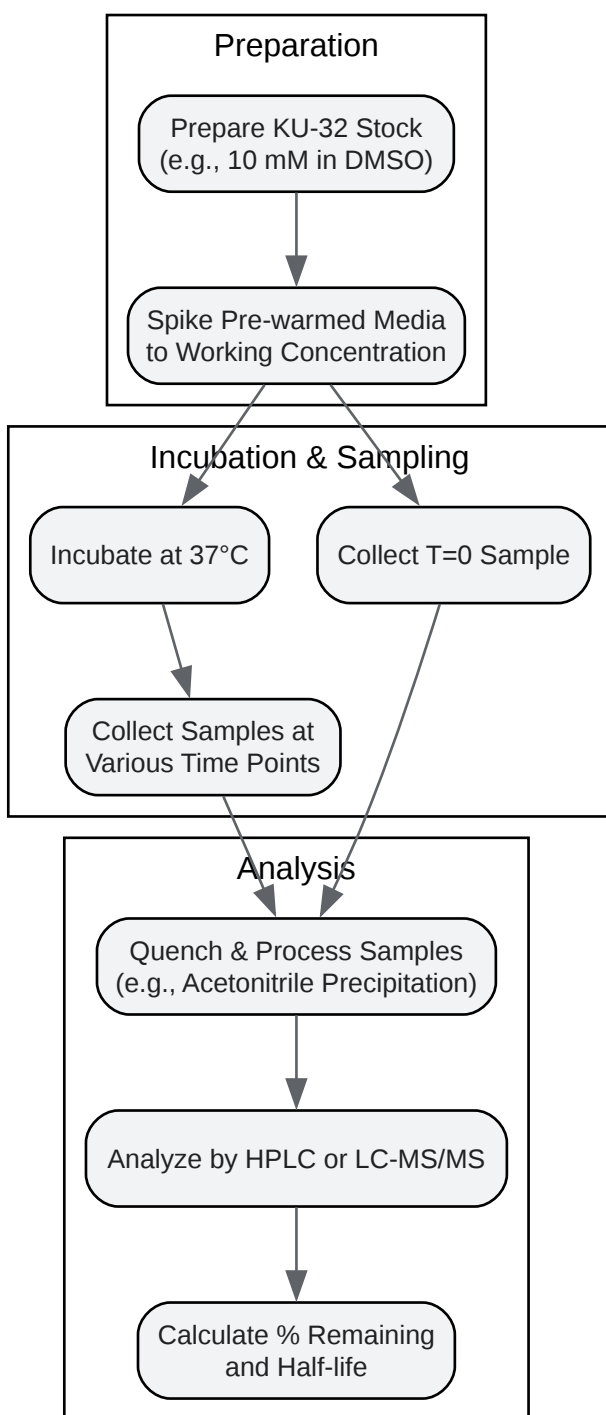 Preparation
Prepare KU-32 Stock
(e.g., 10 mM in DMSO)
Spike Pre-warmed Media
to Working Concentration
Incubation & Sampling
Incubate at 37°C
Collect T=0 Sample
Collect Samples at
Various Time Points
Analysis
Quench & Process Samples
(e.g., Acetonitrile Precipitation)
Analyze by HPLC or LC-MS/MS
Calculate % Remaining
and Half-life